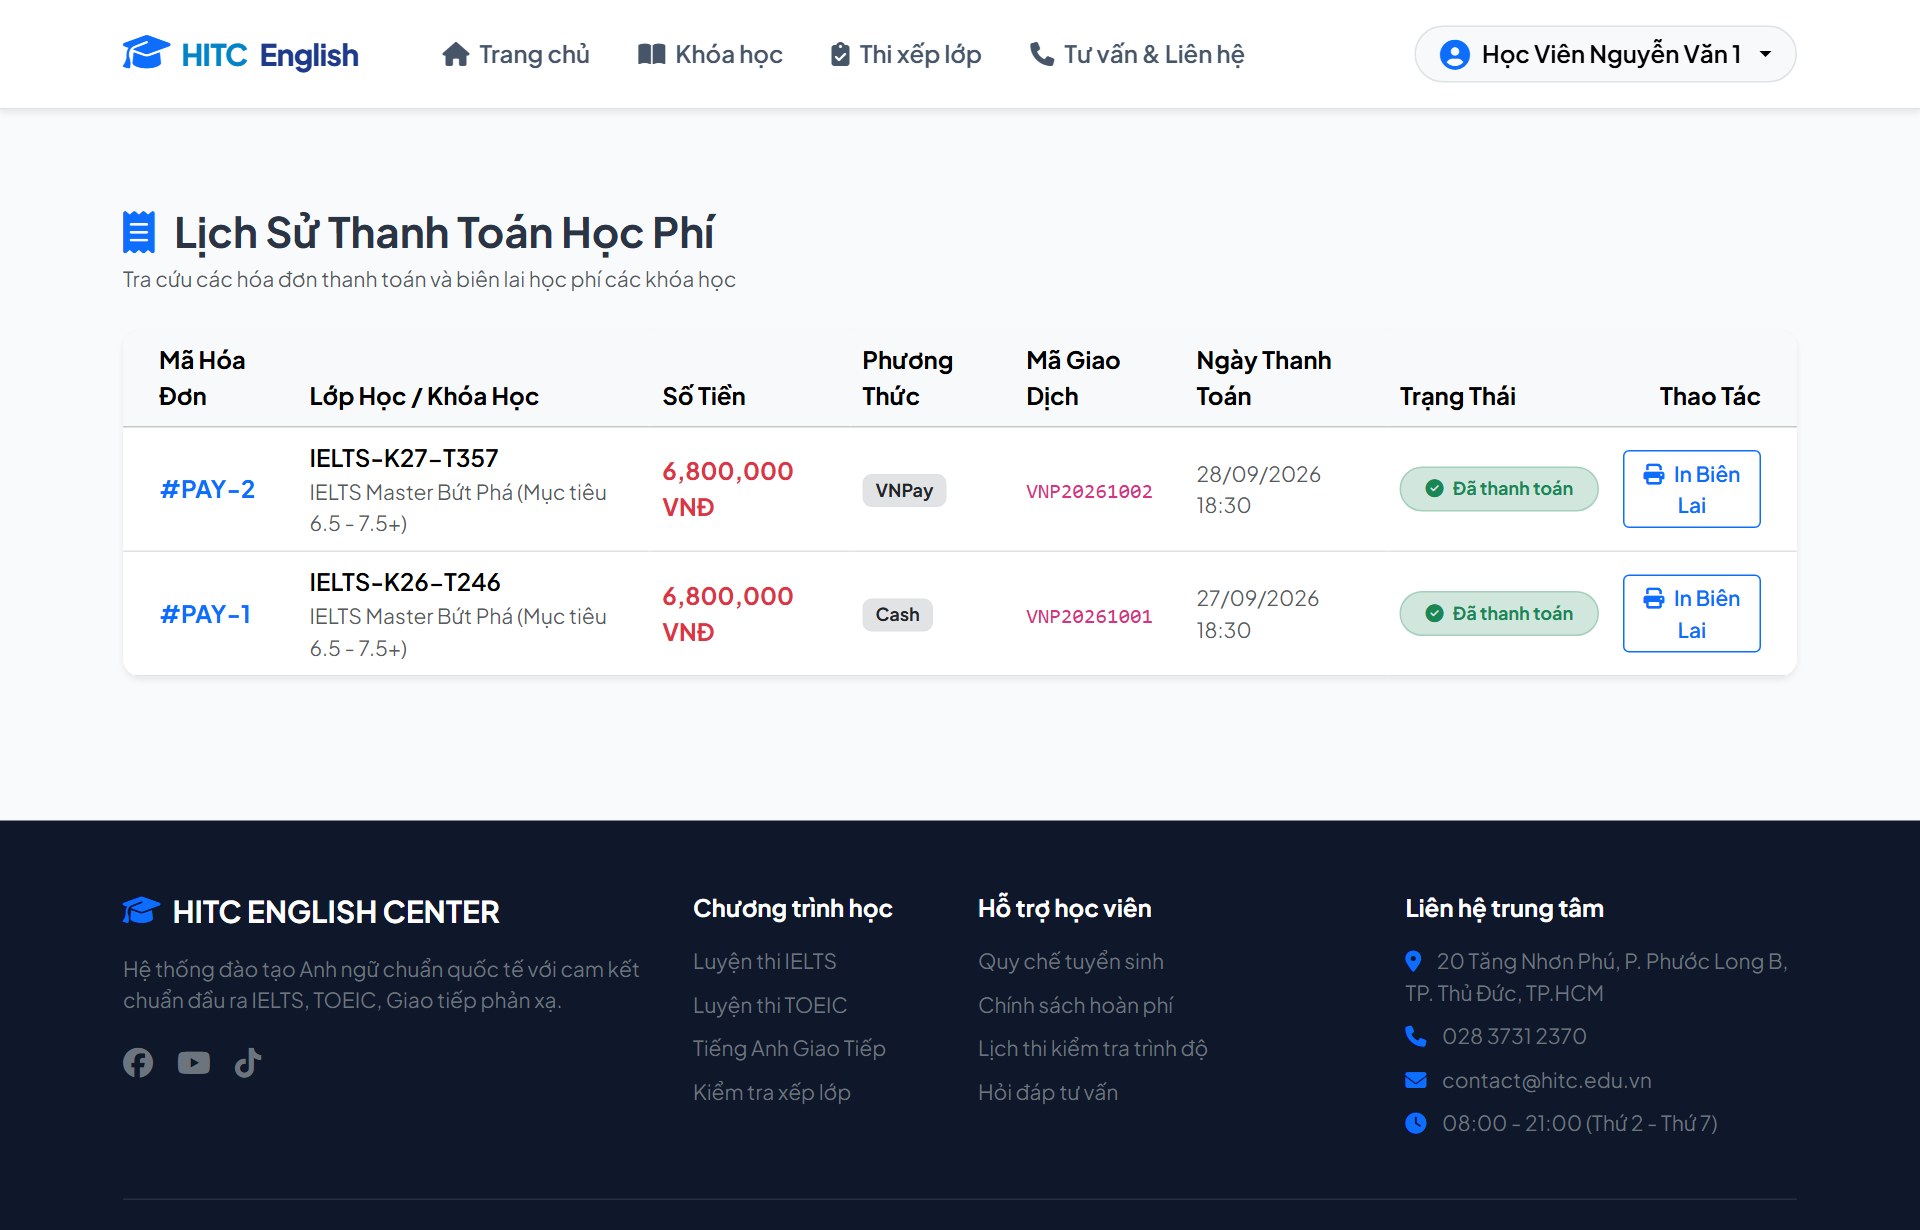 HITC English
Trang chủ
Khóa học
Thi xếp lớp
Tư vấn & Liên hệ
Học Viên Nguyễn Văn 1
Lịch Sử Thanh Toán Học Phí
Tra cứu các hóa đơn thanh toán và biên lai học phí các khóa học
Mã Hóa
Đơn
Lớp Học / Khóa Học
Số Tiền
Phương
Thức
Mã Giao
Dịch
Ngày Thanh
Toán
Trạng Thái
Thao Tác
#PAY-2
IELTS-K27-T357
IELTS Master Bứt Phá (Mục tiêu
6.5 - 7.5+)
6,800,000
VNĐ
VNPay
VNP20261002
28/09/2026
18:30
Đã thanh toán
In Biên
Lai
#PAY-1
IELTS-K26-T246
IELTS Master Bứt Phá (Mục tiêu
6.5 - 7.5+)
6,800,000
VNĐ
Cash
VNP20261001
27/09/2026
18:30
Đã thanh toán
In Biên
Lai
HITC ENGLISH CENTER
Hệ thống đào tạo Anh ngữ chuẩn quốc tế với cam kết
chuẩn đầu ra IELTS, TOEIC, Giao tiếp phản xạ.
Chương trình học
Luyện thi IELTS
Luyện thi TOEIC
Tiếng Anh Giao Tiếp
Kiểm tra xếp lớp
Hỗ trợ học viên
Quy chế tuyển sinh
Chính sách hoàn phí
Lịch thi kiểm tra trình độ
Hỏi đáp tư vấn
Liên hệ trung tâm
20 Tăng Nhơn Phú, P. Phước Long B,
TP. Thủ Đức, TP.HCM
028 3731 2370
contact@hitc.edu.vn
08:00 - 21:00 (Thứ 2 - Thứ 7)